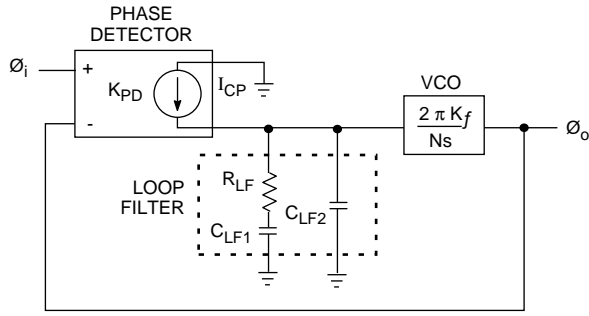 PHASE
DETECTOR
Øi
+
KPD
ICP
-
VCO
2 π Kf
Ns
Øo
LOOP
FILTER
RLF
CLF1
CLF2